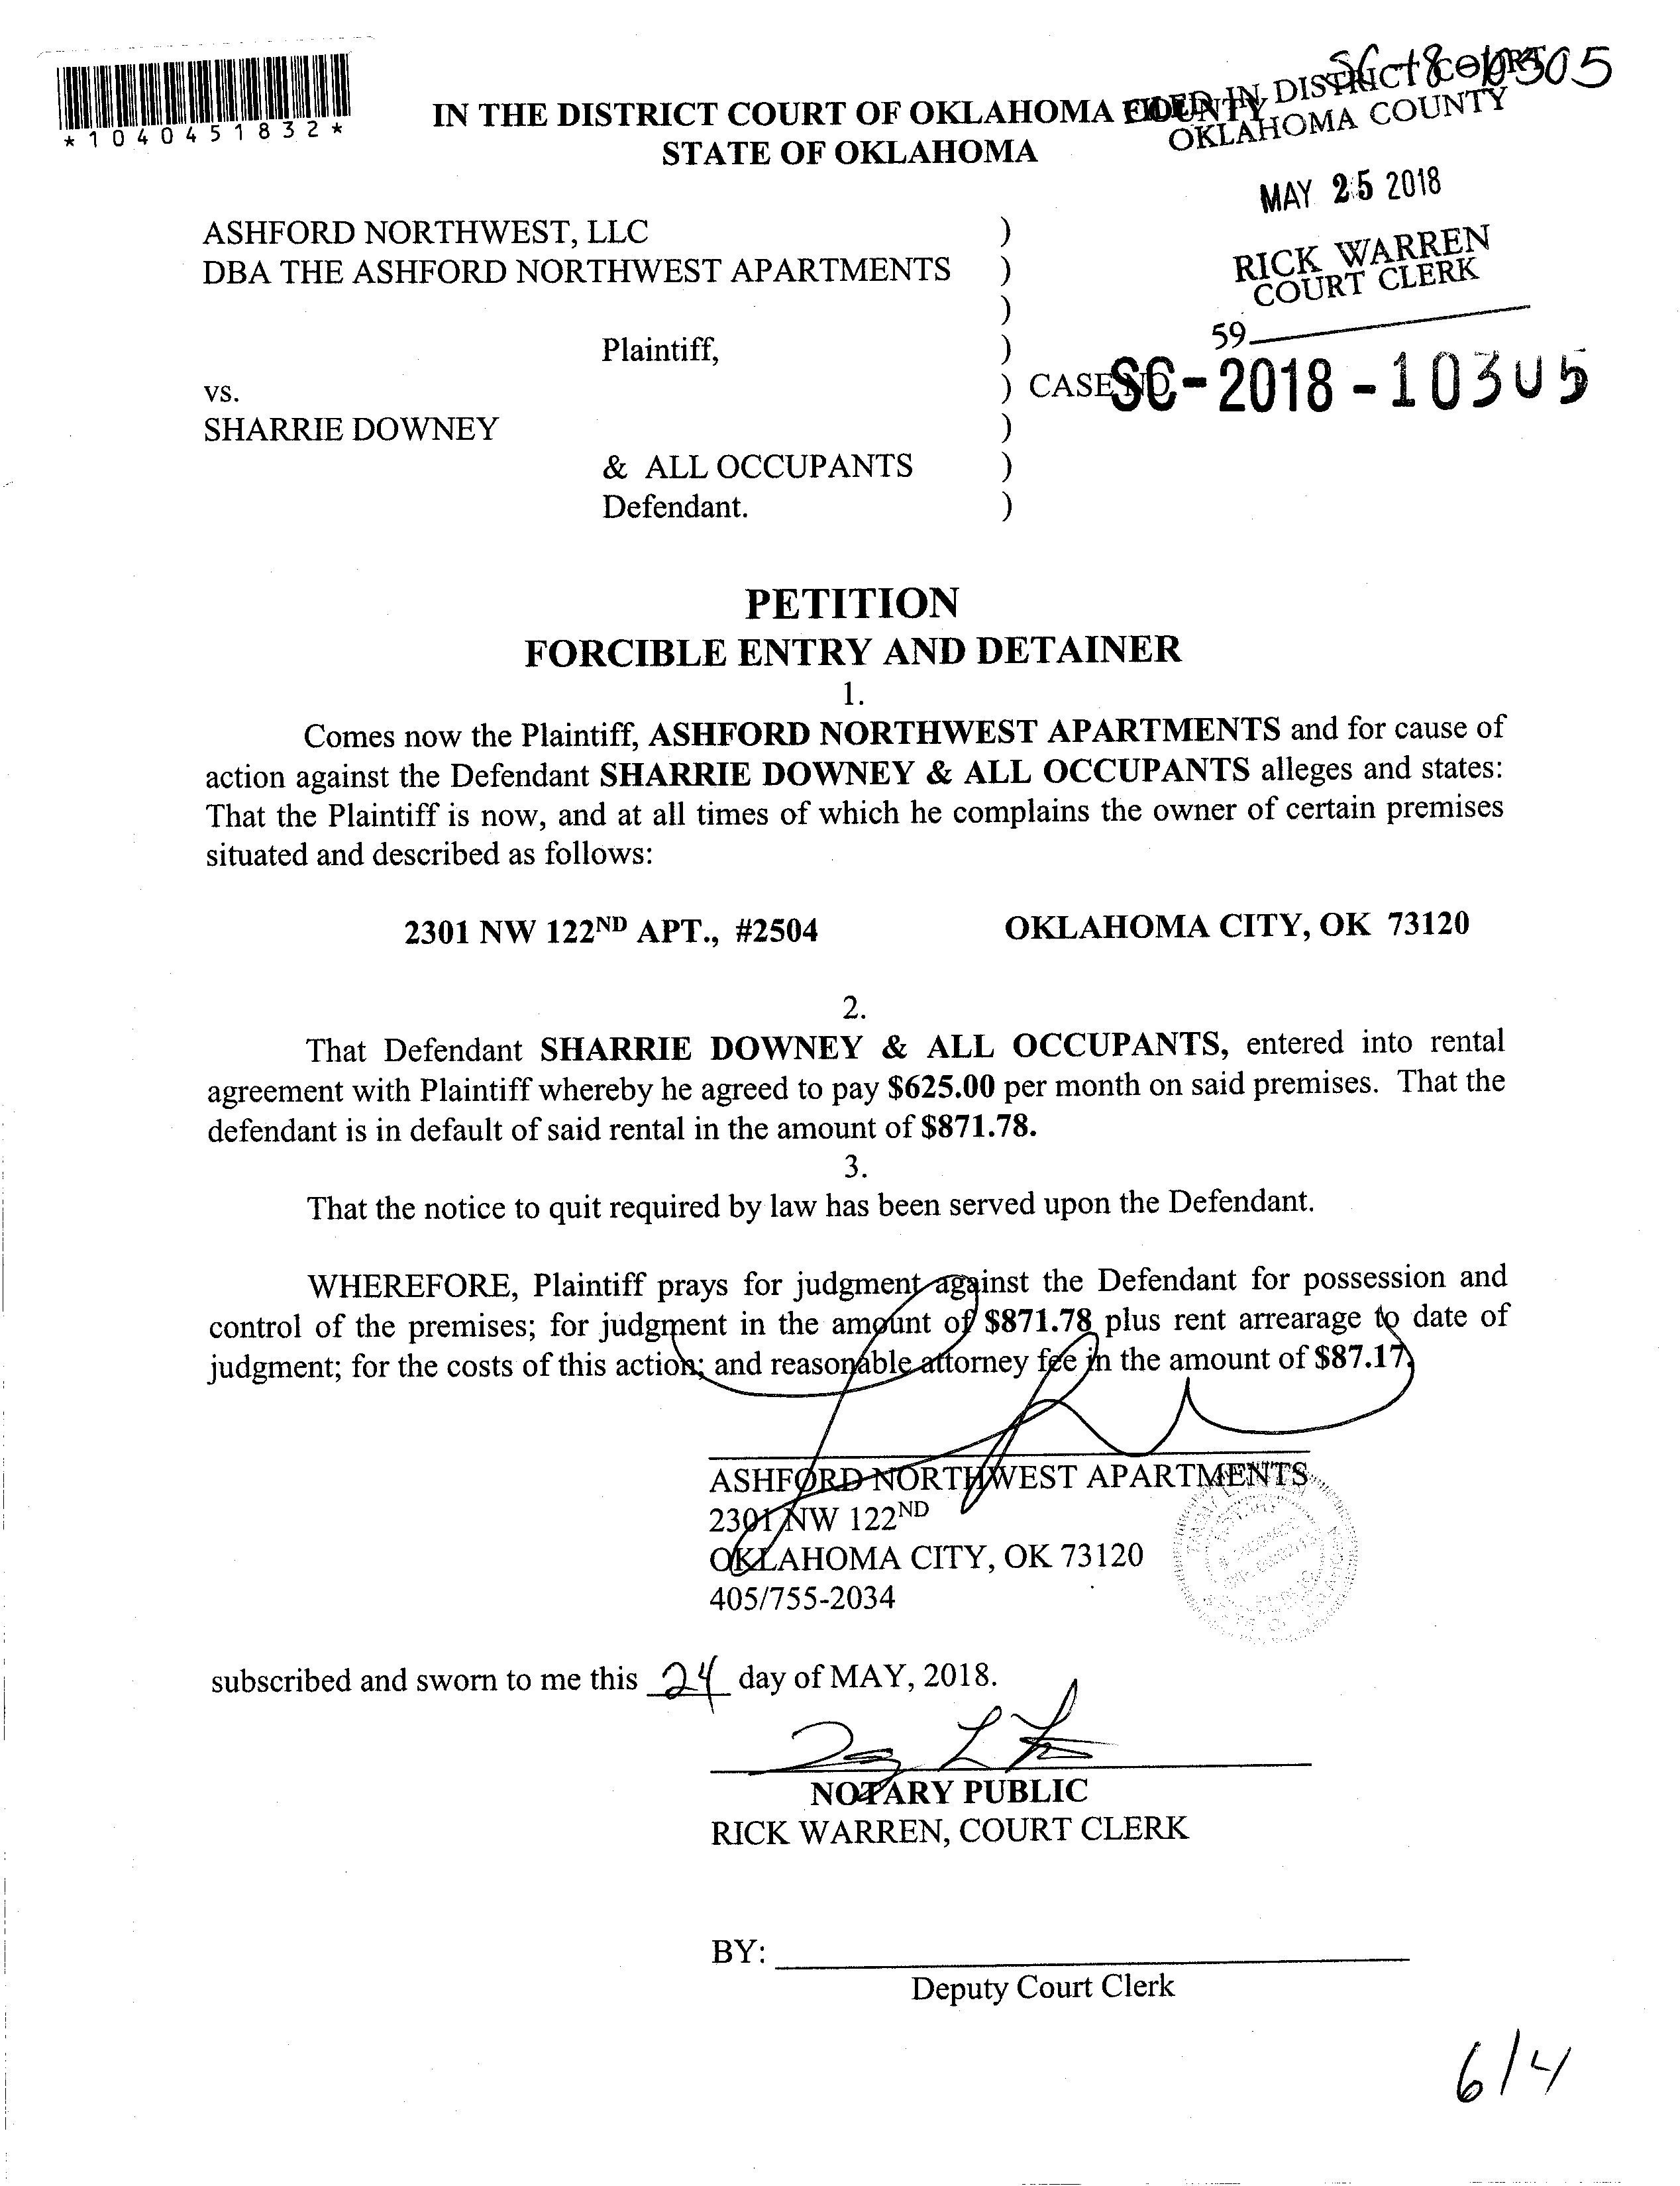 SC-18-10305
*1040451832*
IN THE DISTRICT COURT OF OKLAHOMA COUNTY
STATE OF OKLAHOMA
FILED IN DISTRICT COURT
OKLAHOMA COUNTY
MAY 25 2018
RICK WARREN
COURT CLERK
59
ASHFORD NORTHWEST, LLC )
DBA THE ASHFORD NORTHWEST APARTMENTS )
)
Plaintiff, )
vs. ) CASE NO. SC-2018-10305
SHARRIE DOWNEY )
& ALL OCCUPANTS )
Defendant. )
PETITION
FORCIBLE ENTRY AND DETAINER
1.
Comes now the Plaintiff, ASHFORD NORTHWEST APARTMENTS and for cause of
action against the Defendant SHARRIE DOWNEY & ALL OCCUPANTS alleges and states:
That the Plaintiff is now, and at all times of which he complains the owner of certain premises
situated and described as follows:
2301 NW 122ND APT., #2504 OKLAHOMA CITY, OK 73120
2.
That Defendant SHARRIE DOWNEY & ALL OCCUPANTS, entered into rental
agreement with Plaintiff whereby he agreed to pay $625.00 per month on said premises. That the
defendant is in default of said rental in the amount of $871.78.
3.
That the notice to quit required by law has been served upon the Defendant.
WHEREFORE, Plaintiff prays for judgment against the Defendant for possession and
control of the premises; for judgment in the amount of $871.78 plus rent arrearage to date of
judgment; for the costs of this action; and reasonable attorney fee in the amount of $87.17.
ASHFORD NORTHWEST APARTMENTS
2301 NW 122ND
OKLAHOMA CITY, OK 73120
405/755-2034
subscribed and sworn to me this 24 day of MAY, 2018.
NOTARY PUBLIC
RICK WARREN, COURT CLERK
BY:
Deputy Court Clerk
6/4